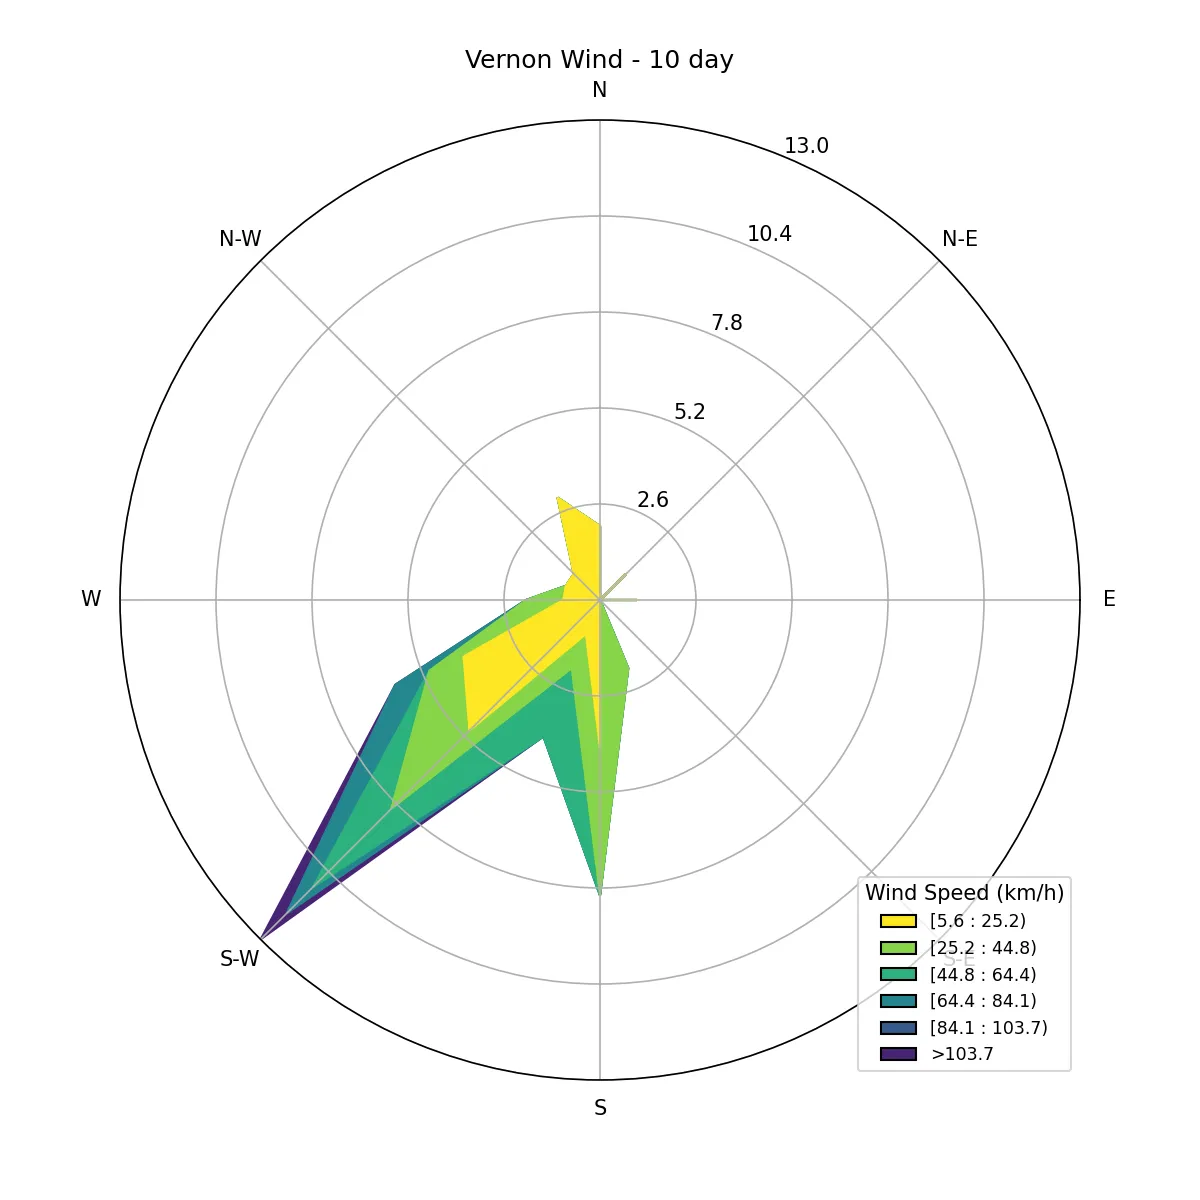 Vernon Wind - 10 day
N
13.0
10.4
N-W
N-E
7.8
5.2
2.6
W
E
Wind Speed (km/h)
[5.6 : 25.2)
[25.2 : 44.8)
S-W
S-E
[44.8 : 64.4)
[64.4 : 84.1)
[84.1 : 103.7)
>103.7
S